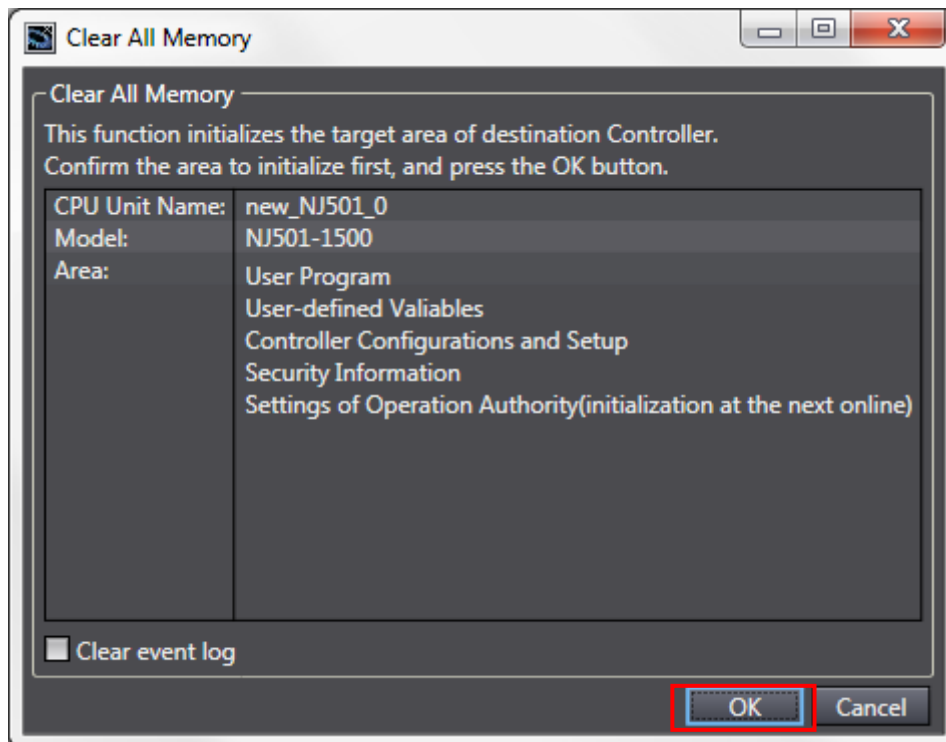 Clear All Memory
Clear All Memory
This function initializes the target area of destination Controller.
Confirm the area to initialize first, and press the OK button.
CPU Unit Name: new_NJ501_0
Model: NJ501-1500
Area: User Program
User-defined Valiables
Controller Configurations and Setup
Security Information
Settings of Operation Authority(initialization at the next online)
Clear event log
OK Cancel